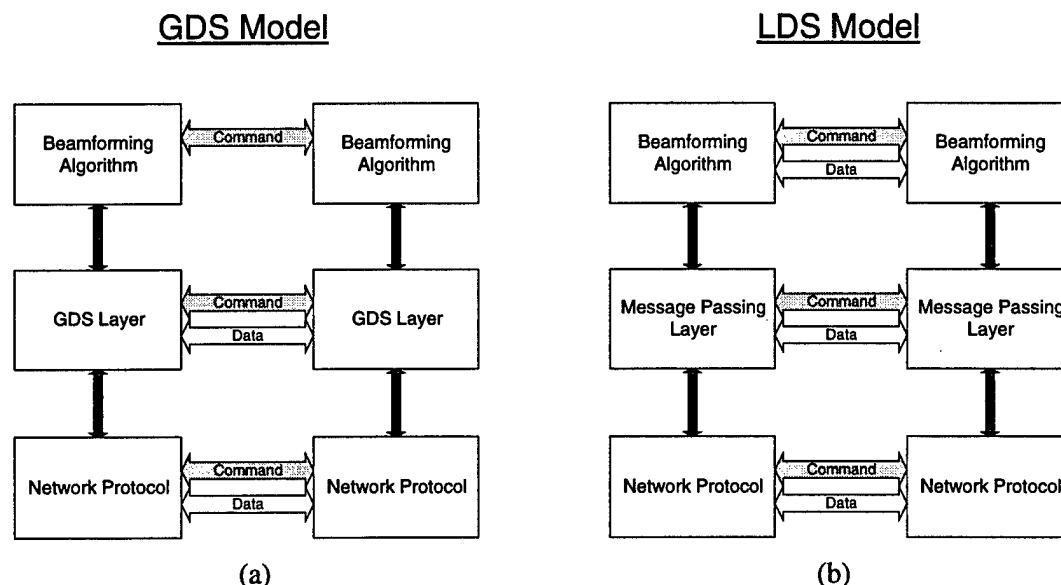 GDS Model
LDS Model
Beamforming
Algorithm
Command
Beamforming
Algorithm
GDS Layer
Command
Data
GDS Layer
Network Protocol
Command
Data
Network Protocol
(a)
Beamforming
Algorithm
Command
Data
Beamforming
Algorithm
Message Passing
Layer
Command
Data
Message Passing
Layer
Network Protocol
Command
Data
Network Protocol
(b)